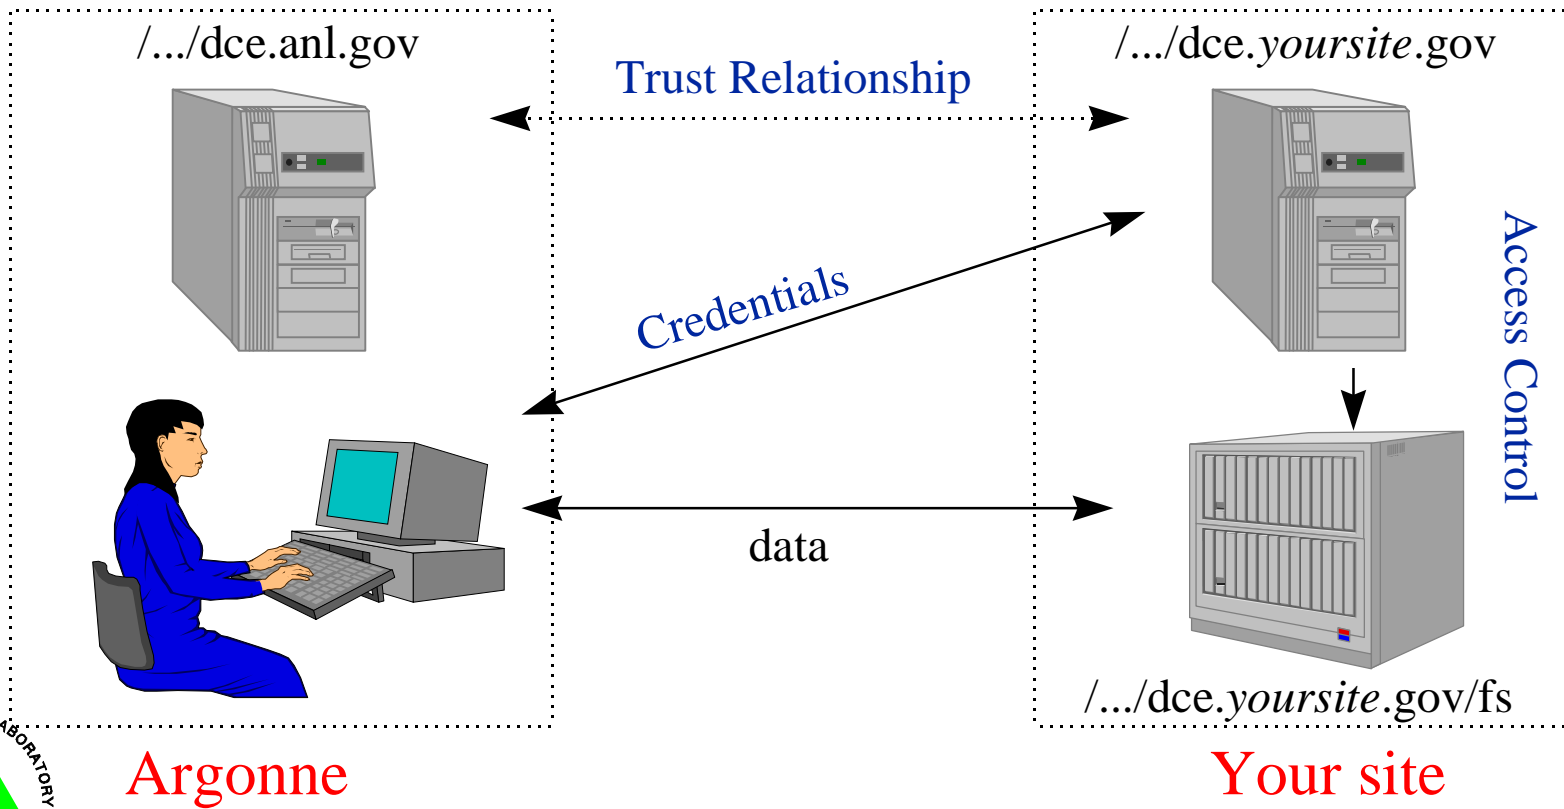 /.../dce.anl.gov
/.../dce.yoursite.gov
Trust Relationship
Credentials
Access Control
data
/.../dce.yoursite.gov/fs
Argonne
Your site